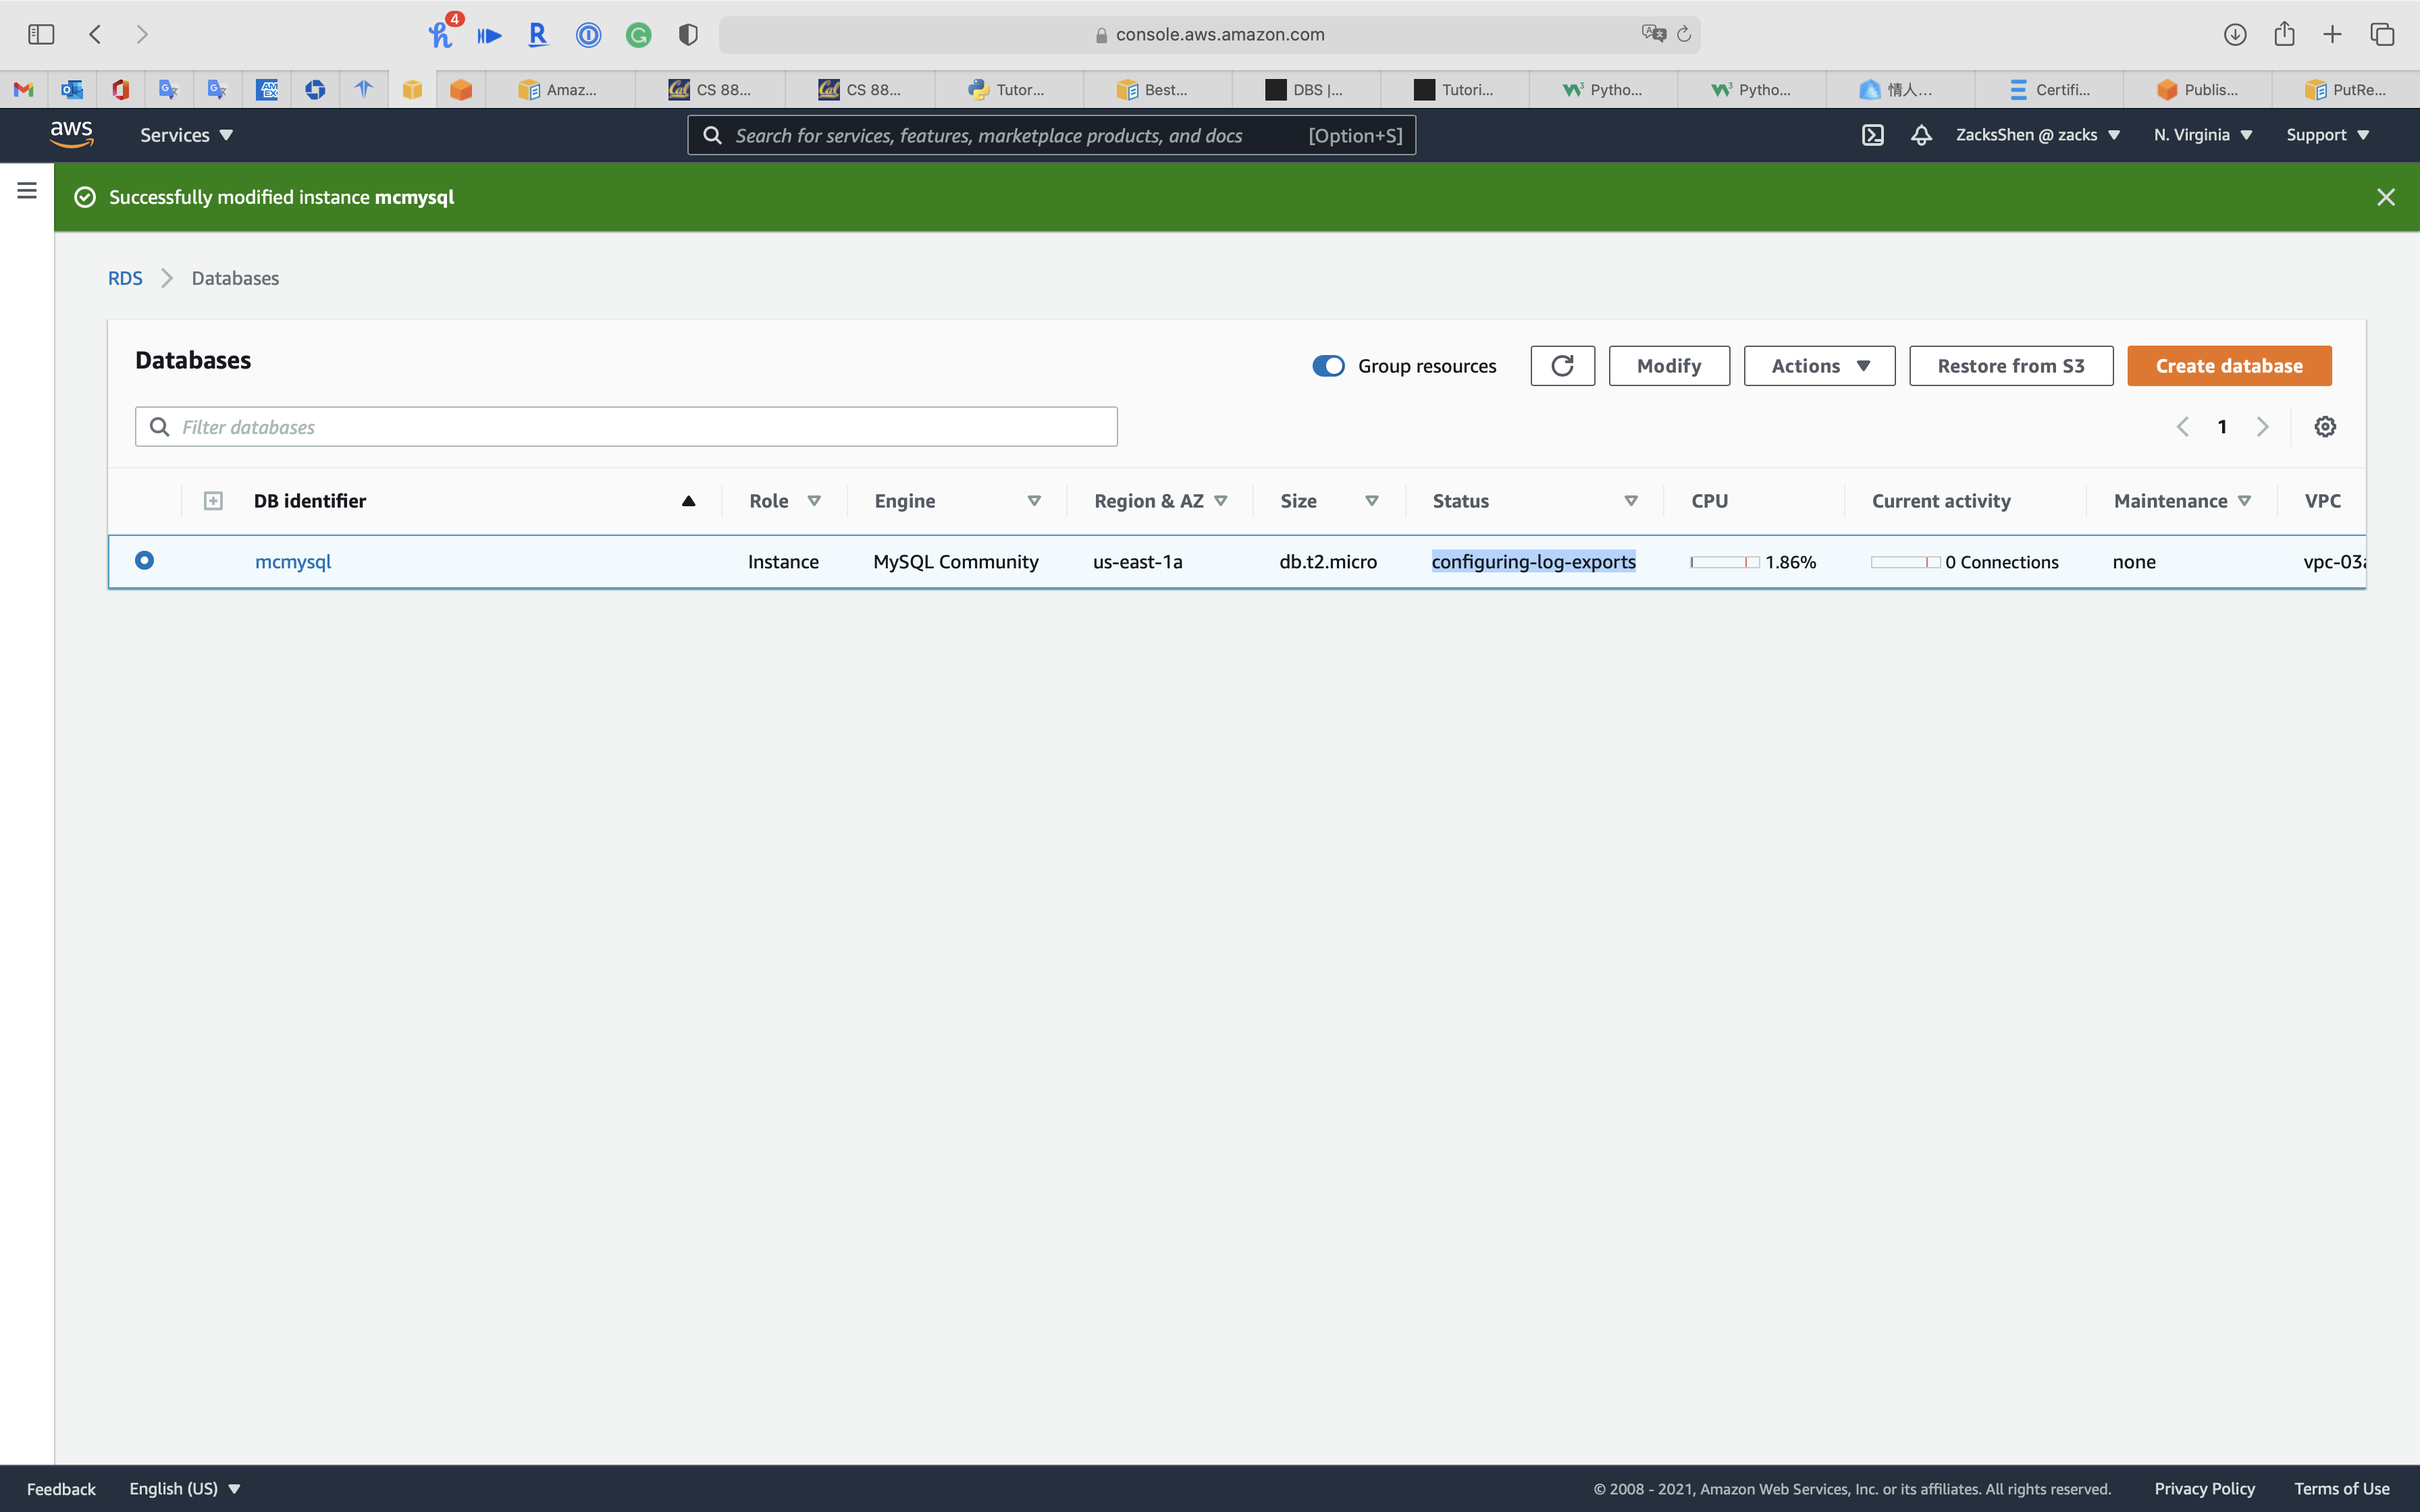 4
console.aws.amazon.com
Amaz...
CS 88...
CS 88...
Tutor...
Best...
DBS |...
Tutori...
Pytho...
Pytho...
情人...
Certifi...
Publis...
PutRe...
aws
Services
Search for services, features, marketplace products, and docs
[Option+S]
ZacksShen @ zacks
N. Virginia
Support
Successfully modified instance mcmysql
RDS
Databases
Databases
Group resources
Modify
Actions
Restore from S3
Create database
Filter databases
1
DB identifier
Role
Engine
Region & AZ
Size
Status
CPU
Current activity
Maintenance
VPC
mcmysql
Instance
MySQL Community
us-east-1a
db.t2.micro
configuring-log-exports
1.86%
0 Connections
none
vpc-03a
Feedback
English (US)
© 2008 - 2021, Amazon Web Services, Inc. or its affiliates. All rights reserved.
Privacy Policy
Terms of Use